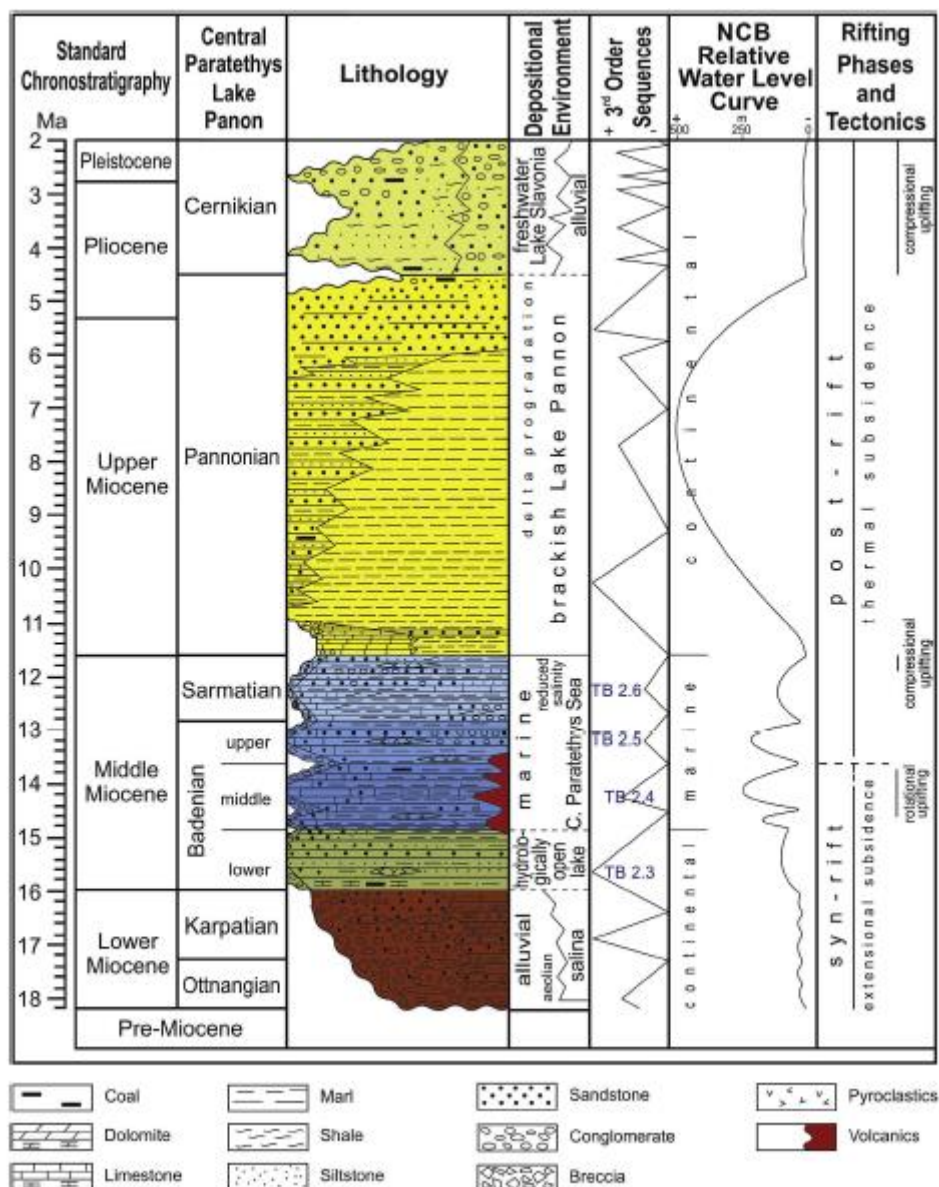 Standard
Chronostratigraphy
Ma
Central
Paratethys
Lake
Panon
Lithology
Depositional
Environment
+ 3rd Order -
Sequences
NCB
Relative
Water Level
Curve
+ -
500 250 0
Rifting
Phases
and
Tectonics
2
3
4
5
6
7
8
9
10
11
12
13
14
15
16
17
18
Pleistocene
Pliocene
Upper
Miocene
Middle
Miocene
Lower
Miocene
Pre-Miocene
Cernikian
Pannonian
Sarmatian
Badenian
upper
middle
lower
Karpatian
Ottnangian
freshwater
Lake Slavonia
alluvial
delta progradation
brackish Lake Pannon
marine
reduced
salinity
C. Paratethys Sea
hydrolo-
gically
open
lake
alluvial
aeolian
salina
TB 2.6
TB 2.5
TB 2.4
TB 2.3
continental
marine
continental
post-rift
thermal subsidence
syn-rift
extensional subsidence
compressional
uplifting
compressional
uplifting
rotational
uplifting
Coal
Marl
Sandstone
Pyroclastics
Dolomite
Shale
Conglomerate
Volcanics
Limestone
Siltstone
Breccia